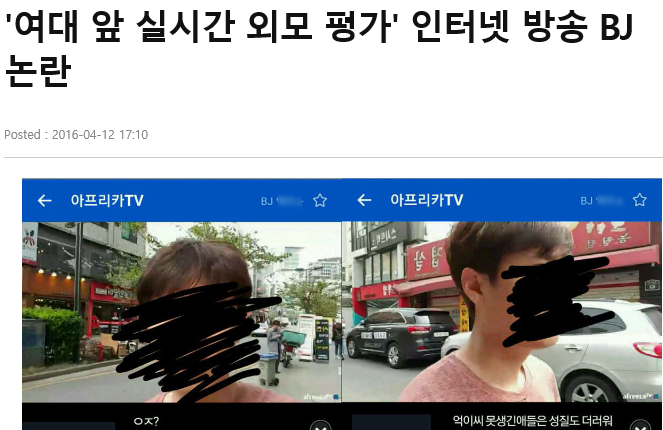 '여대 앞 실시간 외모 평가' 인터넷 방송 BJ
논란
Posted : 2016-04-12 17:10
아프리카TV
BJ
아프리카TV
BJ
afreecaTV
afreecaTV
ㅇㅈ?
억이씨 못생긴애들은 성질도 더러워